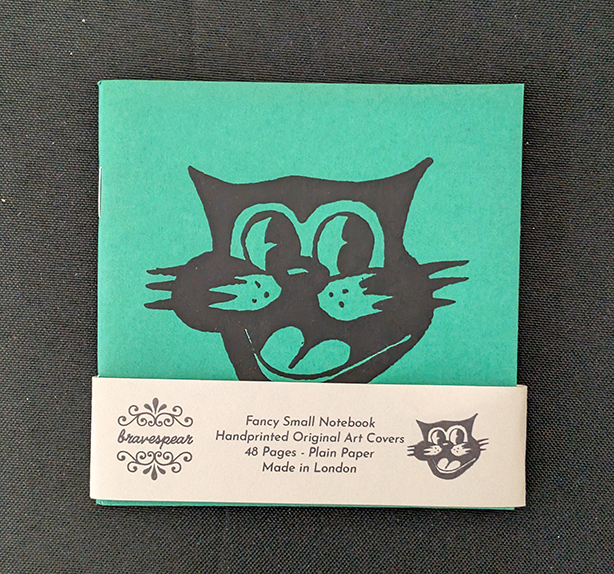 bravespear
Fancy Small Notebook
Handprinted Original Art Covers
48 Pages - Plain Paper
Made in London